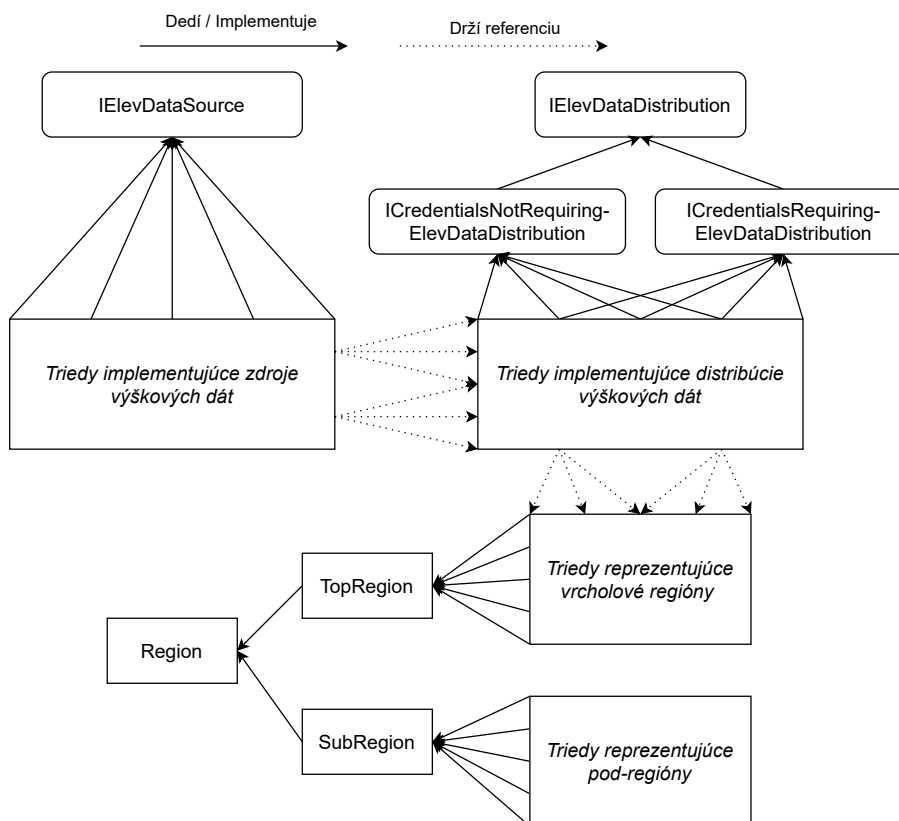 Dedí / Implementuje
Drží referenciu
IElevDataSource
IElevDataDistribution
ICredentialsNotRequiring-
ElevDataDistribution
ICredentialsRequiring-
ElevDataDistribution
Triedy implementujúce zdroje
výškových dát
Triedy implementujúce distribúcie
výškových dát
Triedy reprezentujúce
vrcholové regióny
TopRegion
Region
SubRegion
Triedy reprezentujúce
pod-regióny